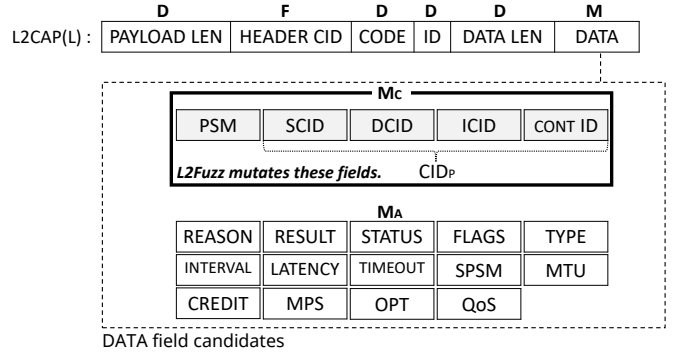 D F D D D M
L2CAP(L) : PAYLOAD LEN HEADER CID CODE ID DATA LEN DATA
MC
PSM SCID DCID ICID CONT ID
L2Fuzz mutates these fields. CIDP
MA
REASON RESULT STATUS FLAGS TYPE
INTERVAL LATENCY TIMEOUT SPSM MTU
CREDIT MPS OPT QoS
DATA field candidates